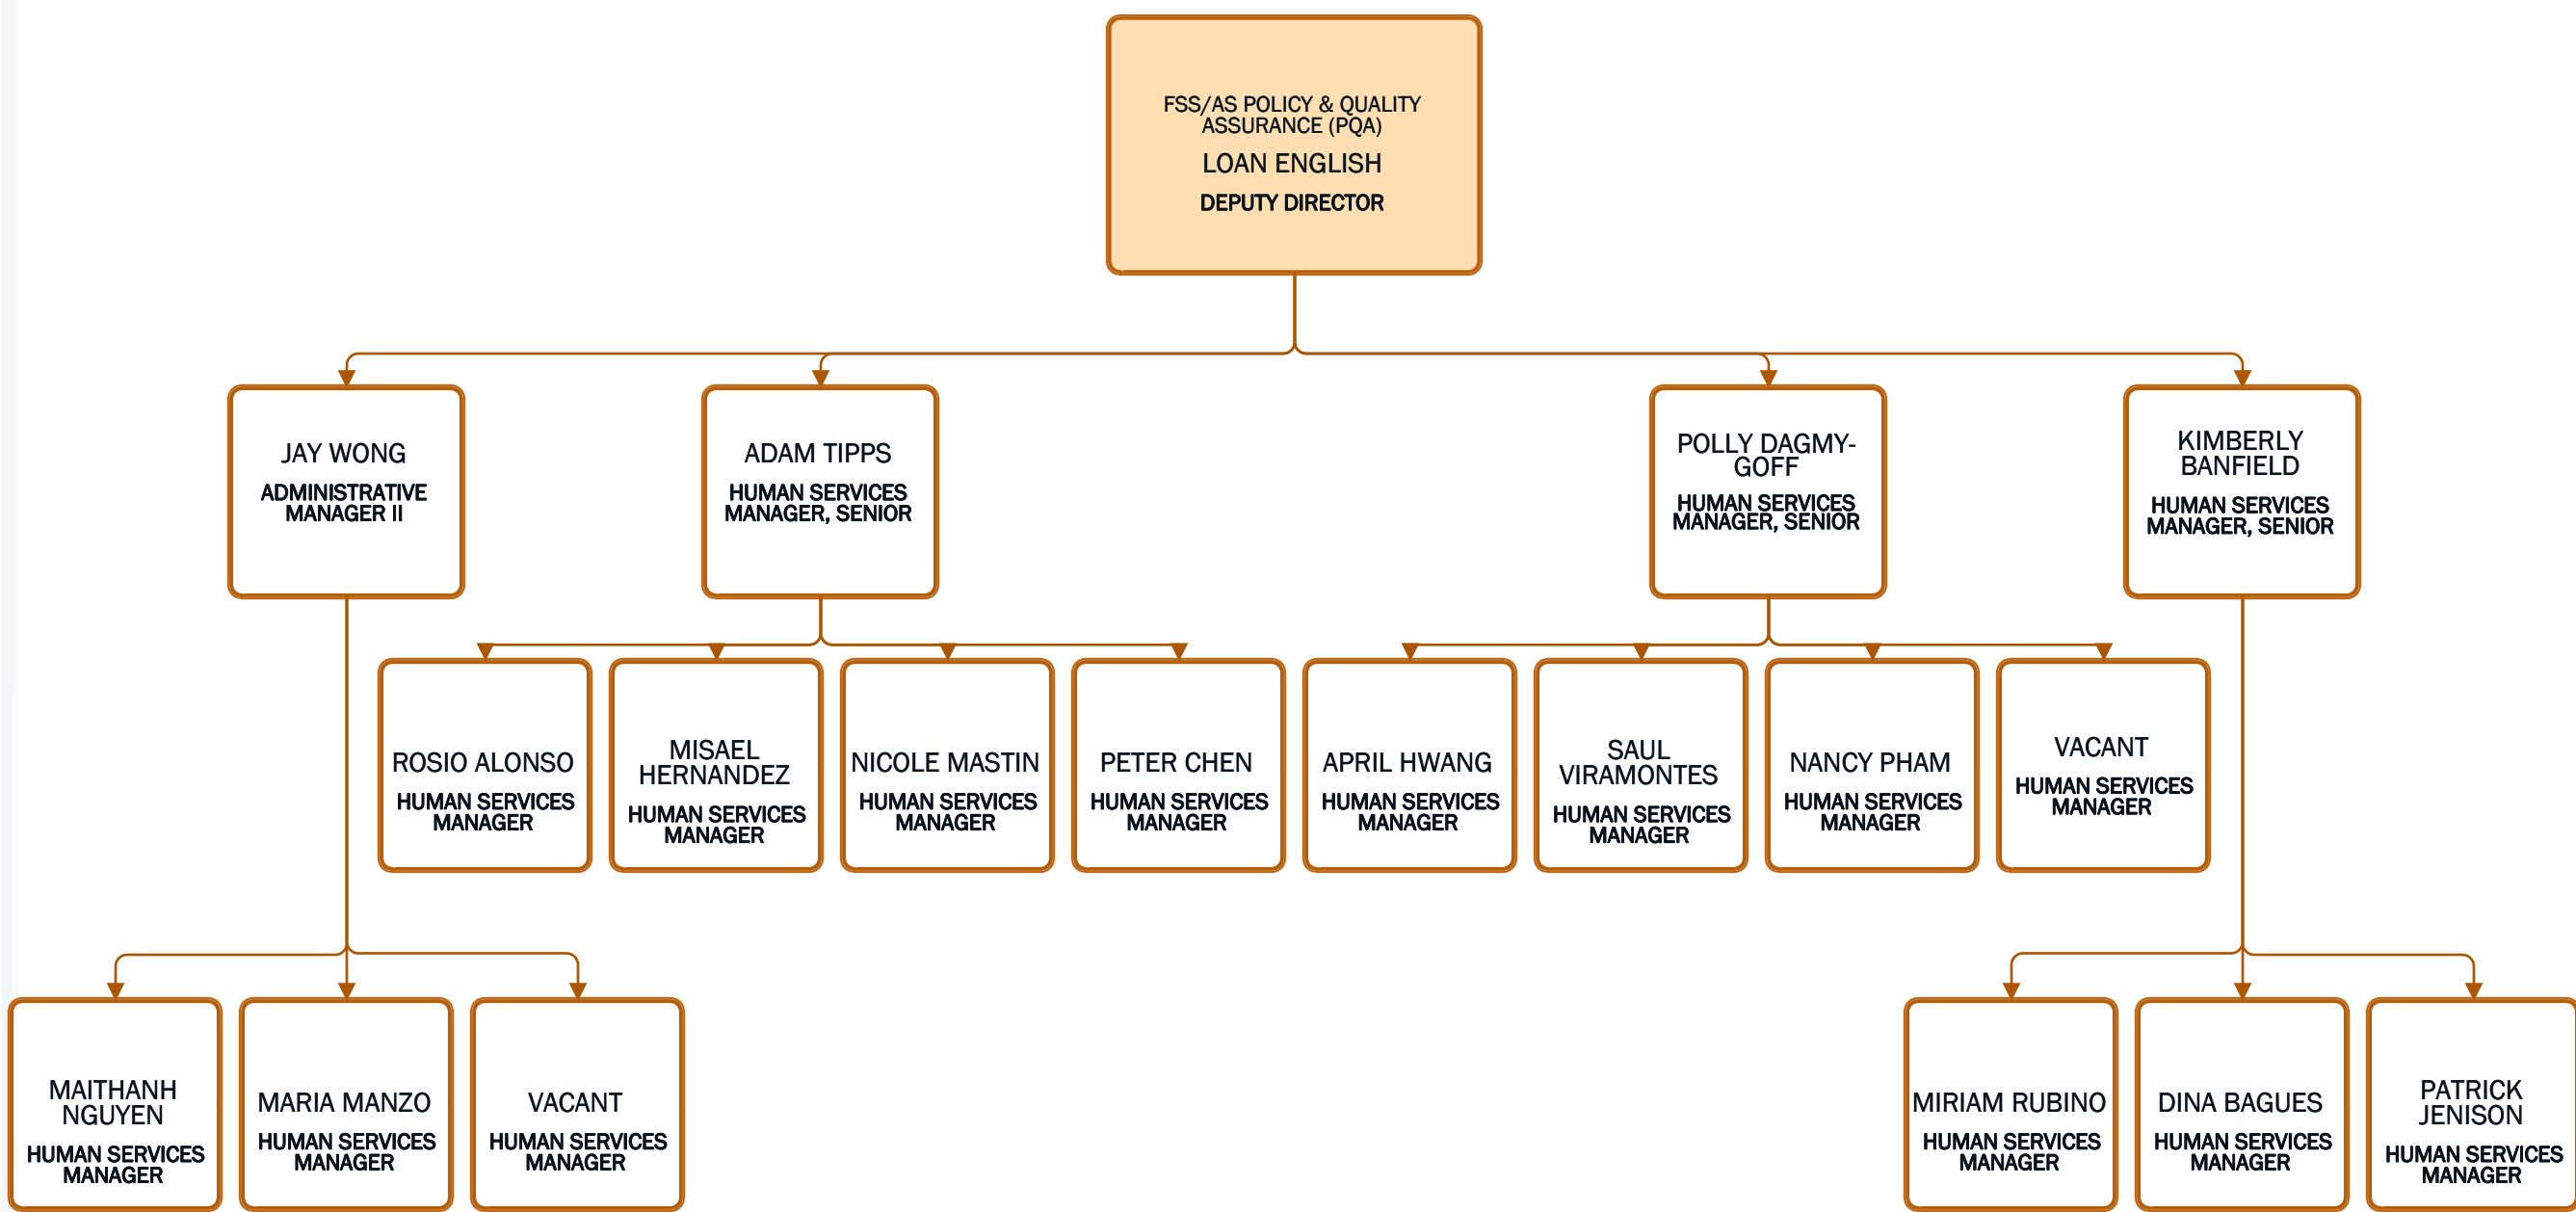 FSS/AS POLICY & QUALITY
ASSURANCE (PQA)
LOAN ENGLISH
DEPUTY DIRECTOR
JAY WONG
ADMINISTRATIVE
MANAGER II
ADAM TIPPS
HUMAN SERVICES
MANAGER, SENIOR
POLLY DAGMY-
GOFF
HUMAN SERVICES
MANAGER, SENIOR
KIMBERLY
BANFIELD
HUMAN SERVICES
MANAGER, SENIOR
ROSIO ALONSO
HUMAN SERVICES
MANAGER
MISAEL
HERNANDEZ
HUMAN SERVICES
MANAGER
NICOLE MASTIN
HUMAN SERVICES
MANAGER
PETER CHEN
HUMAN SERVICES
MANAGER
APRIL HWANG
HUMAN SERVICES
MANAGER
SAUL
VIRAMONTES
HUMAN SERVICES
MANAGER
NANCY PHAM
HUMAN SERVICES
MANAGER
VACANT
HUMAN SERVICES
MANAGER
MAITHANH
NGUYEN
HUMAN SERVICES
MANAGER
MARIA MANZO
HUMAN SERVICES
MANAGER
VACANT
HUMAN SERVICES
MANAGER
MIRIAM RUBINO
HUMAN SERVICES
MANAGER
DINA BAGUES
HUMAN SERVICES
MANAGER
PATRICK
JENISON
HUMAN SERVICES
MANAGER